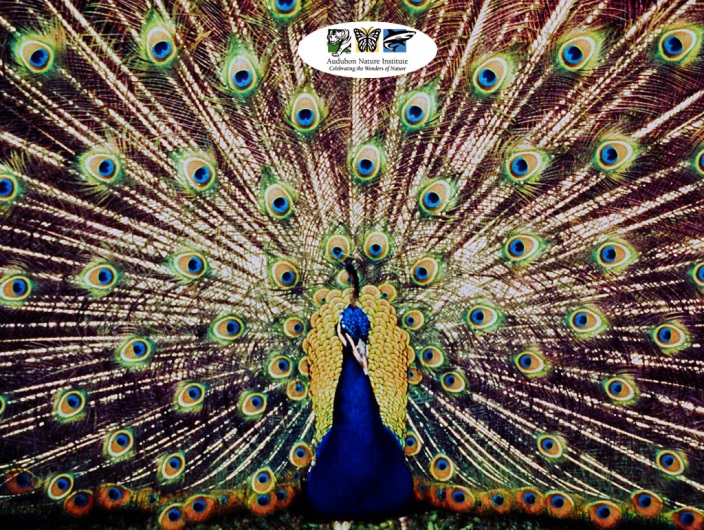 Audubon Nature Institute
Celebrating the Wonders of Nature